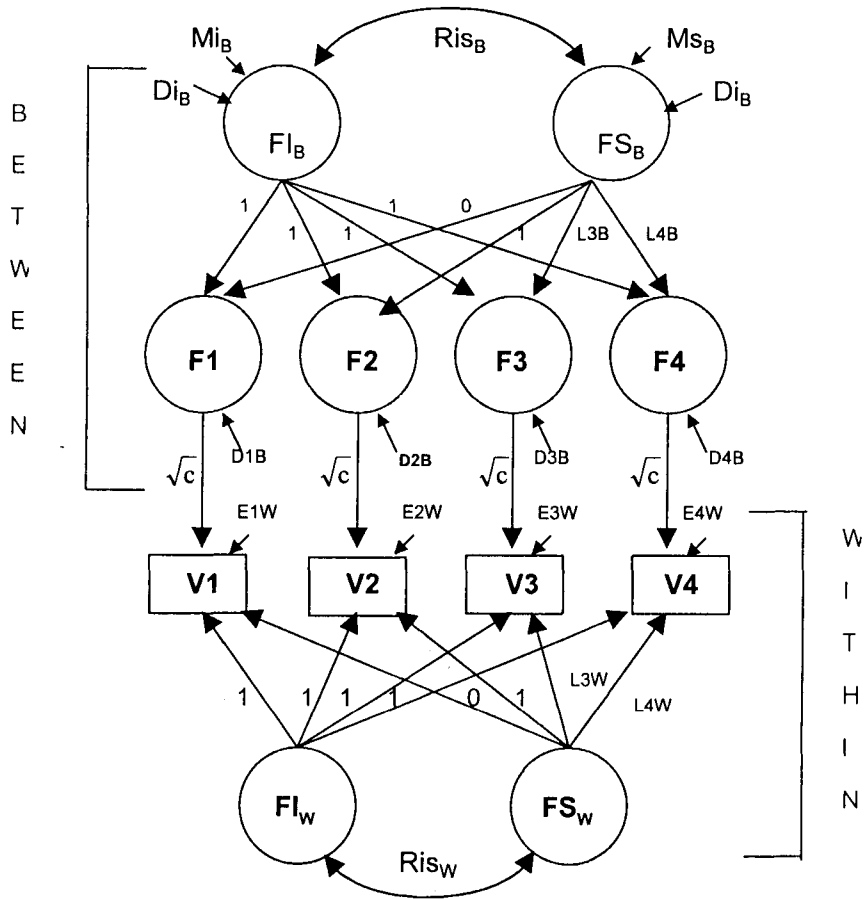 Mi_B Ris_B Ms_B
Di_B Di_B
FI_B FS_B
1 1 0
1 1 1 L3B L4B
F1 F2 F3 F4
D1B D2B D3B D4B
√c √c √c √c
E1W E2W E3W E4W
V1 V2 V3 V4
1 1 1 1 0 1 L3W L4W
FI_W FS_W
Ris_W
BETWEEN
WITHIN